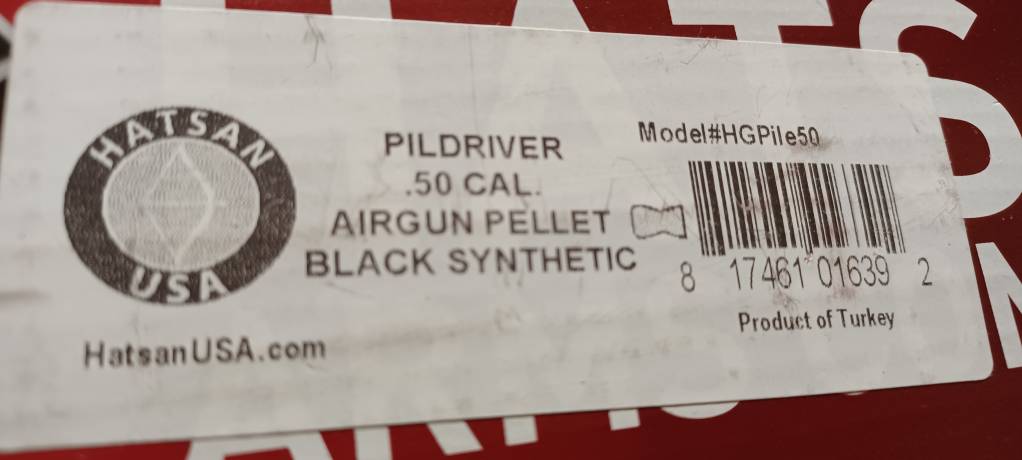 HATSAN
USA
HatsanUSA.com
PILDRIVER
.50 CAL.
AIRGUN PELLET
BLACK SYNTHETIC
Model#HGPile50
8 17461 01639 2
Product of Turkey